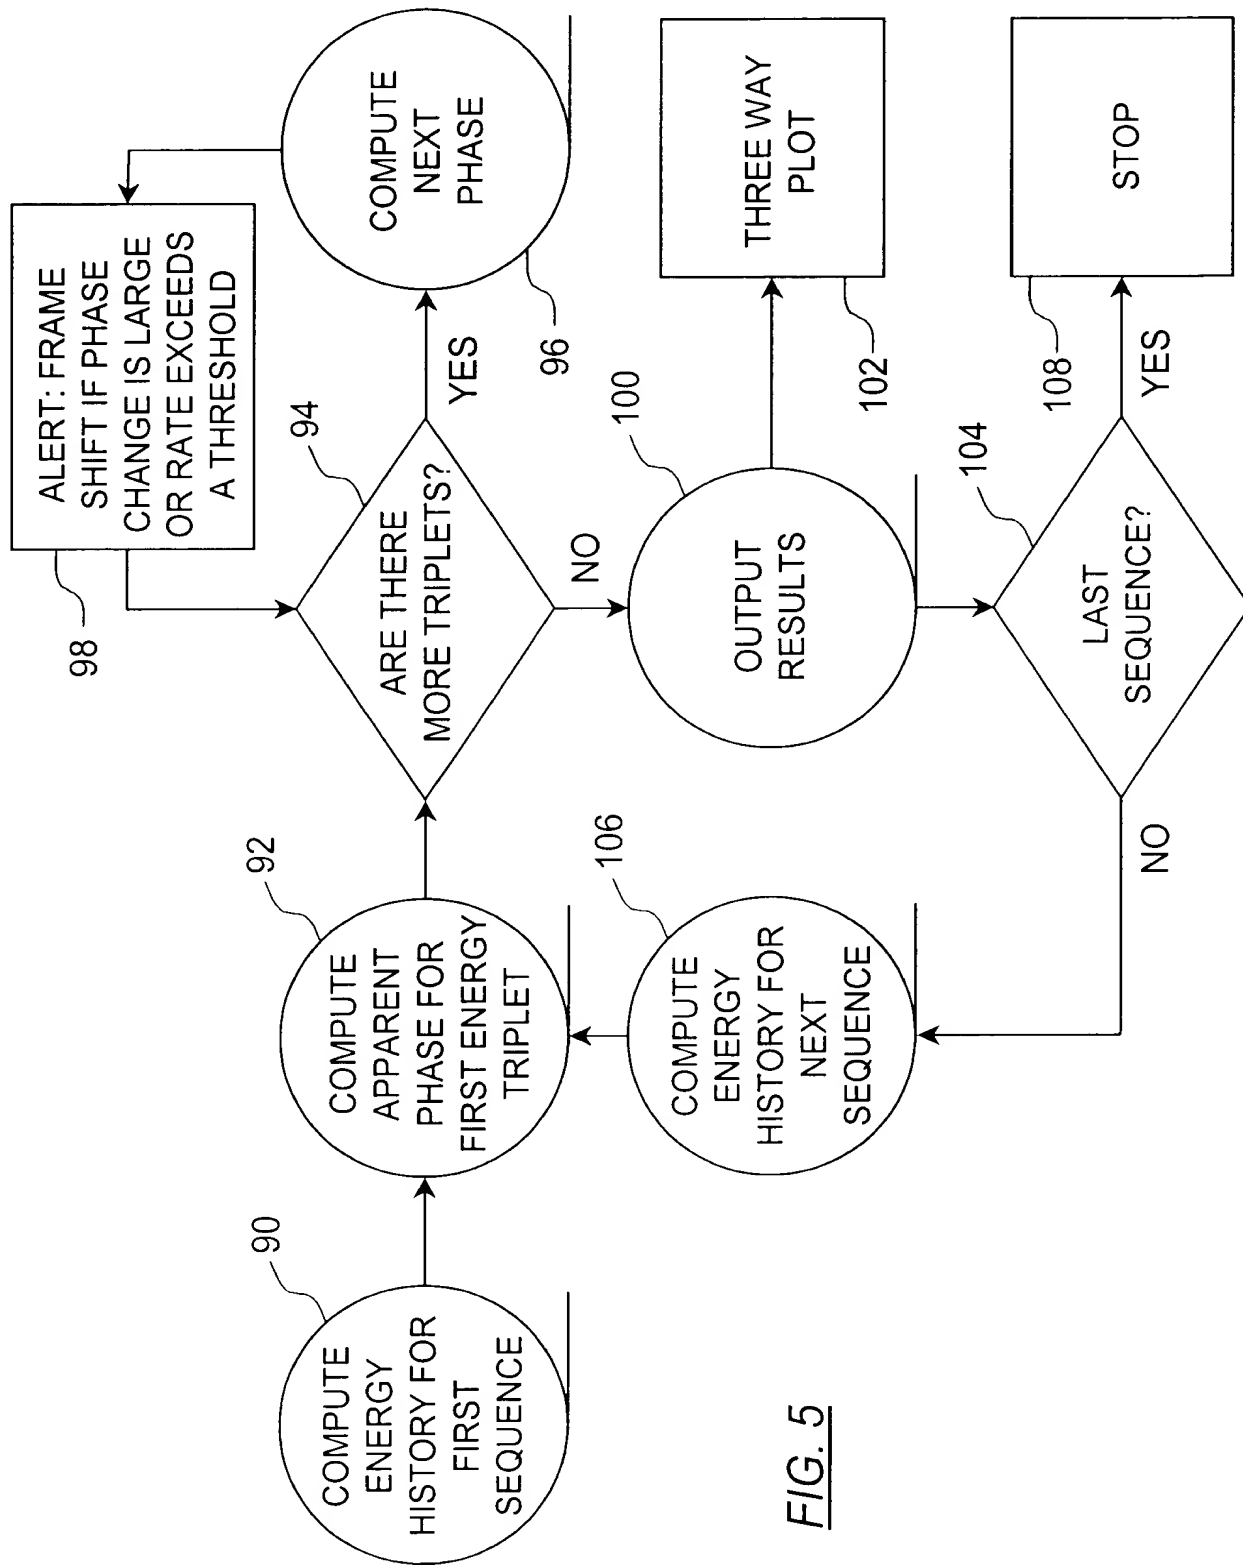 90
COMPUTE
ENERGY
HISTORY FOR
FIRST
SEQUENCE
92
COMPUTE
APPARENT
PHASE FOR
FIRST ENERGY
TRIPLET
94
ARE THERE
MORE TRIPLETS?
YES
NO
96
COMPUTE
NEXT
PHASE
98
ALERT: FRAME
SHIFT IF PHASE
CHANGE IS LARGE
OR RATE EXCEEDS
A THRESHOLD
100
OUTPUT
RESULTS
102
THREE WAY
PLOT
104
LAST
SEQUENCE?
NO
YES
106
COMPUTE
ENERGY
HISTORY FOR
NEXT
SEQUENCE
108
STOP
FIG. 5